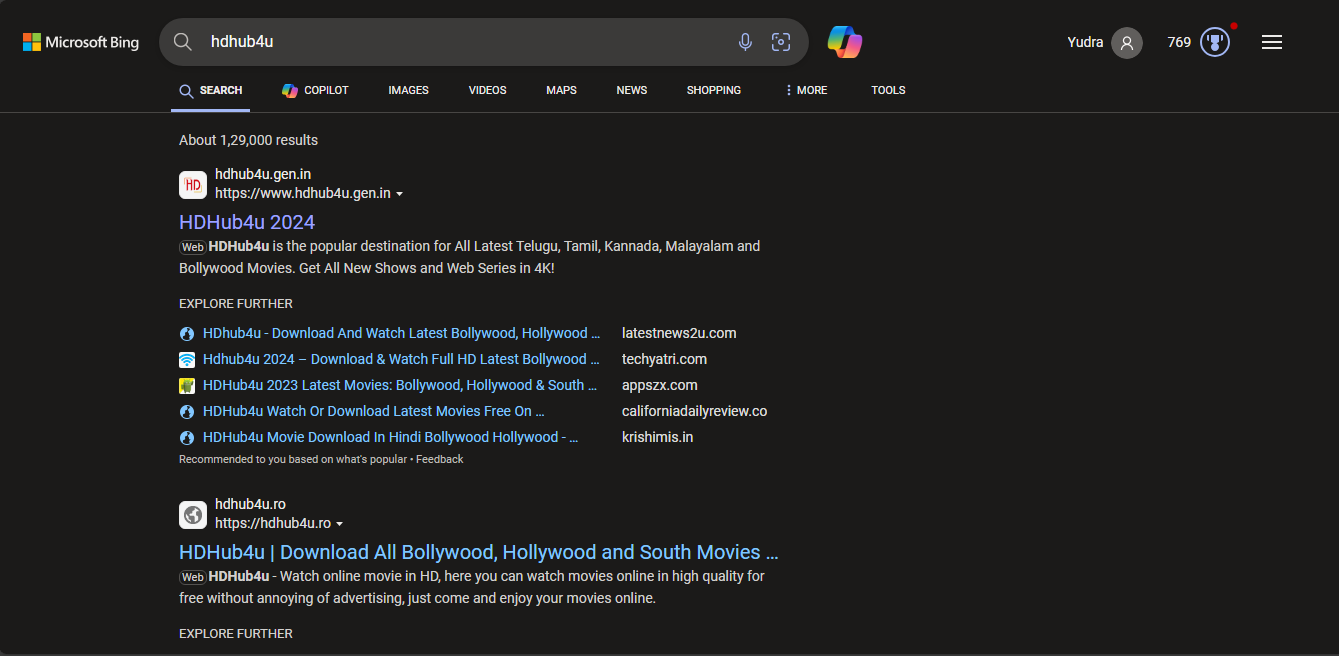 Microsoft Bing
hdhub4u
Yudra
769
SEARCH
COPILOT
IMAGES
VIDEOS
MAPS
NEWS
SHOPPING
MORE
TOOLS
About 1,29,000 results
HD
hdhub4u.gen.in
https://www.hdhub4u.gen.in
HDHub4u 2024
Web HDHub4u is the popular destination for All Latest Telugu, Tamil, Kannada, Malayalam and
Bollywood Movies. Get All New Shows and Web Series in 4K!
EXPLORE FURTHER
HDhub4u - Download And Watch Latest Bollywood, Hollywood ... latestnews2u.com
Hdhub4u 2024 – Download & Watch Full HD Latest Bollywood ... techyatri.com
HDHub4u 2023 Latest Movies: Bollywood, Hollywood & South ... appszx.com
HDHub4u Watch Or Download Latest Movies Free On ... californiadailyreview.co
HDHub4u Movie Download In Hindi Bollywood Hollywood - ... krishimis.in
Recommended to you based on what's popular • Feedback
hdhub4u.ro
https://hdhub4u.ro
HDHub4u | Download All Bollywood, Hollywood and South Movies ...
Web HDHub4u - Watch online movie in HD, here you can watch movies online in high quality for
free without annoying of advertising, just come and enjoy your movies online.
EXPLORE FURTHER